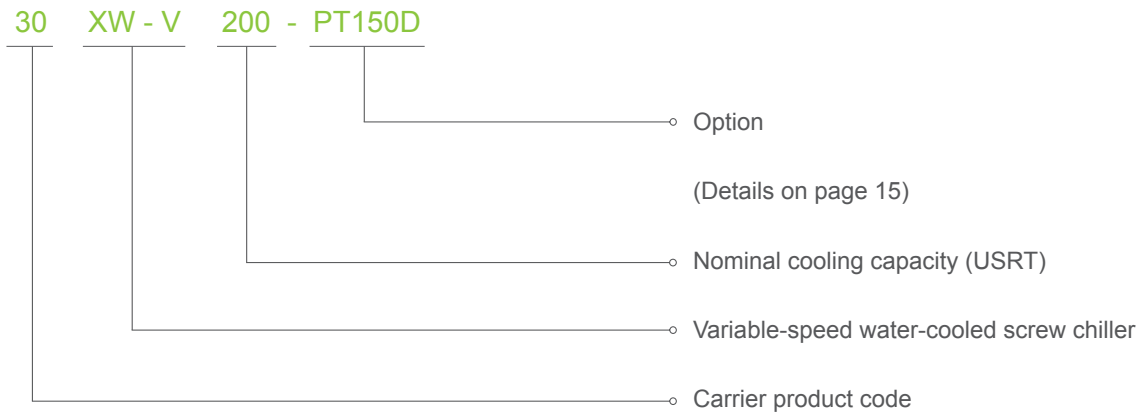 30 XW - V 200 - PT150D
Option
(Details on page 15)
Nominal cooling capacity (USRT)
Variable-speed water-cooled screw chiller
Carrier product code